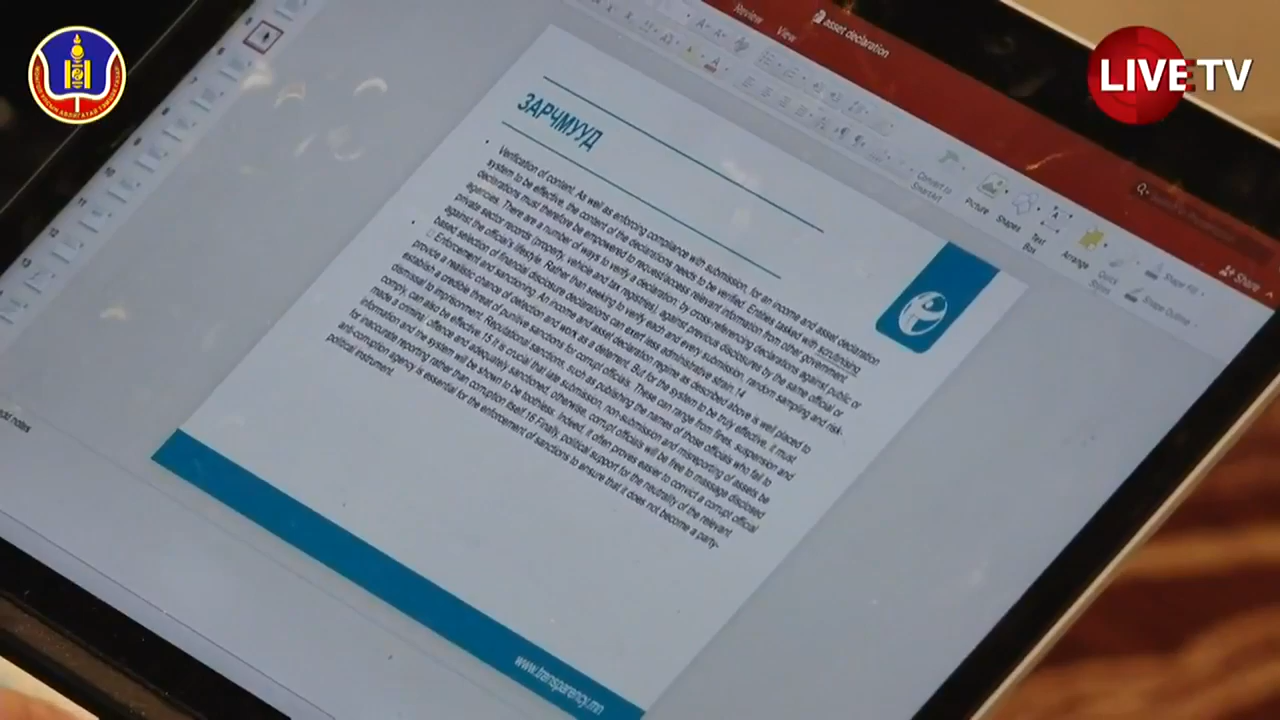 LIVE TV
Review
View
asset declaration
Convert to
SmartArt
Picture
Shapes
Text
Box
Arrange
Quick
Styles
Shape Fill
Shape Outline
Share
8
9
10
11
12
13
ЗАРЧМУУД
• Verification of content. As well as enforcing compliance with submission, for an income and asset declaration
system to be effective, the content of the declarations needs to be verified. Entities tasked with scrutinising
declarations must therefore be empowered to request/access relevant information from other government
agencies. There are a number of ways to verify a declaration: by cross-referencing declarations against public or
private sector records (property, vehicle and tax registries), against previous disclosures by the same official or
against the official's lifestyle. Rather than seeking to verify each and every submission, random sampling and risk-
based selection of financial disclosure declarations can exert less administrative strain.14
• Enforcement and sanctioning. An income and asset declaration regime as described above is well placed to
provide a realistic chance of detection and work as a deterrent. But for the system to be truly effective, it must
establish a credible threat of punitive sanctions for corrupt officials. These can range from fines, suspension and
dismissal to imprisonment. Reputational sanctions, such as publishing the names of those officials who fail to
comply, can also be effective.15 It is crucial that late submission, non-submission and misreporting of assets be
made a criminal offence and adequately sanctioned, otherwise, corrupt officials will be free to massage disclosed
information and the system will be shown to be toothless. Indeed, it often proves easier to convict a corrupt official
for inaccurate reporting rather than corruption itself.16 Finally, political support for the neutrality of the relevant
anti-corruption agency is essential for the enforcement of sanctions to ensure that it does not become a party-
political instrument.
notes
www.transparency.mn